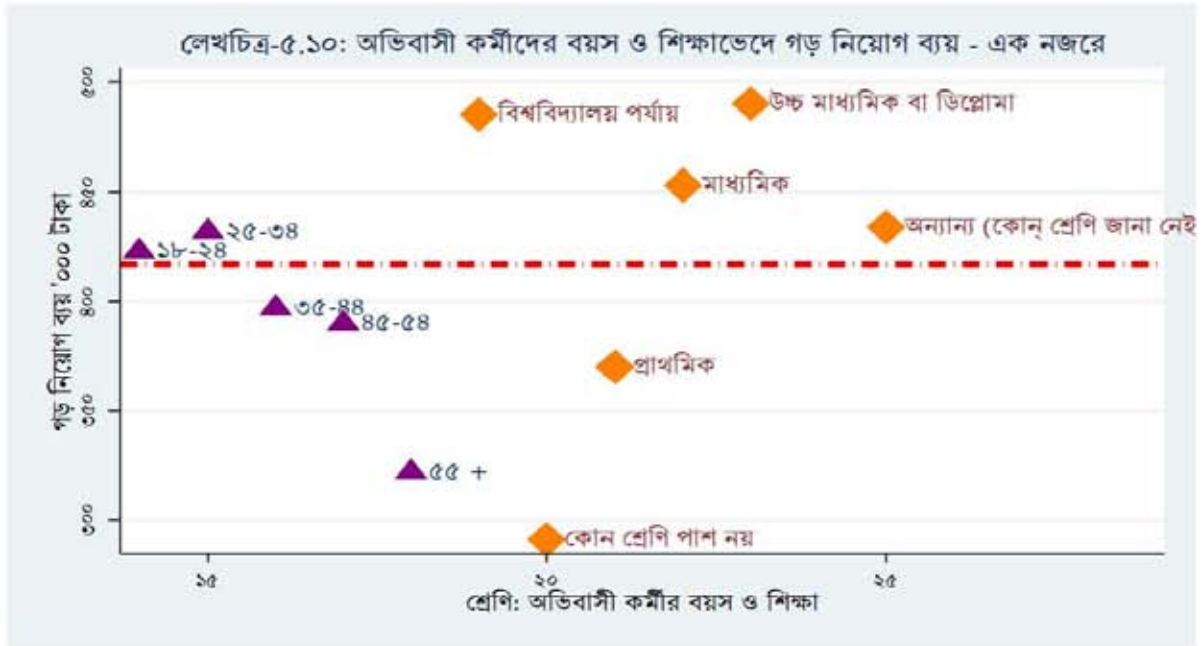 লেখচিত্র-৫.১০: অভিবাসী কর্মীদের বয়স ও শিক্ষাভেদে গড় নিয়োগ ব্যয় - এক নজরে
গড় নিয়োগ ব্যয় '০০০ টাকা
৫০০
৪৫০
৪০০
৩৫০
৩০০
উচ্চ মাধ্যমিক বা ডিপ্লোমা
বিশ্ববিদ্যালয় পর্যায়
মাধ্যমিক
২৫-৩৪
অন্যান্য (কোন্ শ্রেণি জানা নেই
১৮-২৪
৩৫-৪৪
৪৫-৫৪
প্রাথমিক
৫৫ +
কোন শ্রেণি পাশ নয়
১৫ ২০ ২৫
শ্রেণি: অভিবাসী কর্মীর বয়স ও শিক্ষা